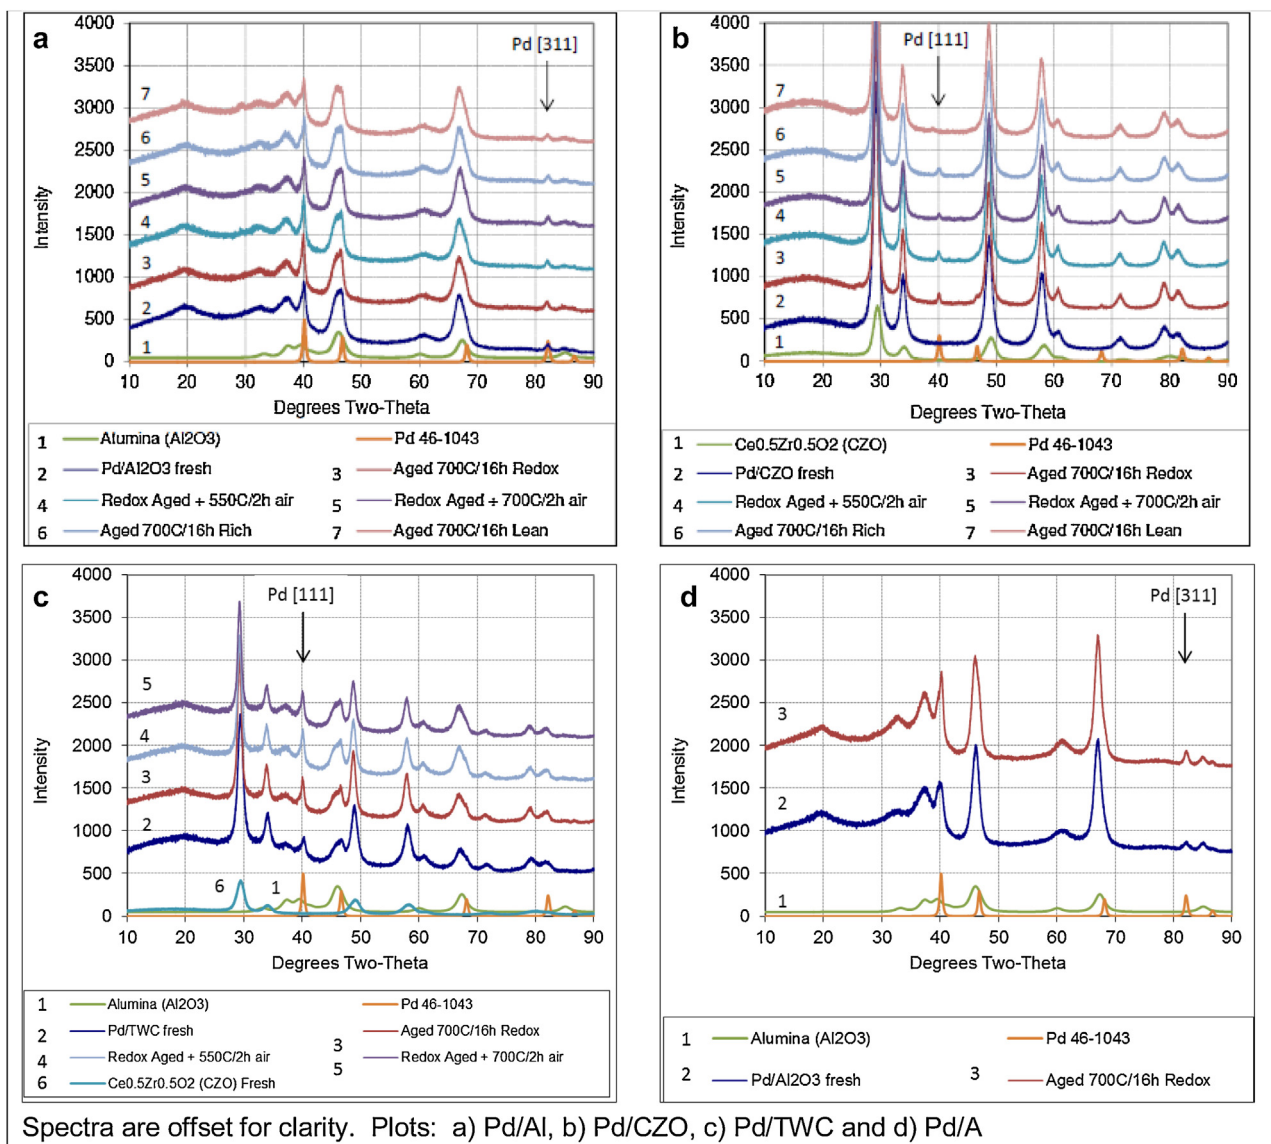 a
Pd [311]
4000
3500
3000
2500
2000
1500
1000
500
0
Intensity
7
6
5
4
3
2
1
10 20 30 40 50 60 70 80 90
Degrees Two-Theta
1 Alumina (Al2O3) Pd 46-1043
2 Pd/Al2O3 fresh 3 Aged 700C/16h Redox
4 Redox Aged + 550C/2h air 5 Redox Aged + 700C/2h air
6 Aged 700C/16h Rich 7 Aged 700C/16h Lean
b
Pd [111]
4000
3500
3000
2500
2000
1500
1000
500
0
Intensity
7
6
5
4
3
2
1
10 20 30 40 50 60 70 80 90
Degrees Two-Theta
1 Ce0.5Zr0.5O2 (CZO) Pd 46-1043
2 Pd/CZO fresh 3 Aged 700C/16h Redox
4 Redox Aged + 550C/2h air 5 Redox Aged + 700C/2h air
6 Aged 700C/16h Rich 7 Aged 700C/16h Lean
c
Pd [111]
4000
3500
3000
2500
2000
1500
1000
500
0
Intensity
5
4
3
2
6 1
10 20 30 40 50 60 70 80 90
Degrees Two-Theta
1 Alumina (Al2O3) Pd 46-1043
2 Pd/TWC fresh 3 Aged 700C/16h Redox
4 Redox Aged + 550C/2h air 5 Redox Aged + 700C/2h air
6 Ce0.5Zr0.5O2 (CZO) Fresh
d
Pd [311]
4000
3500
3000
2500
2000
1500
1000
500
0
Intensity
3
2
1
10 20 30 40 50 60 70 80 90
Degrees Two-Theta
1 Alumina (Al2O3) Pd 46-1043
2 Pd/Al2O3 fresh 3 Aged 700C/16h Redox
Spectra are offset for clarity. Plots: a) Pd/Al, b) Pd/CZO, c) Pd/TWC and d) Pd/A